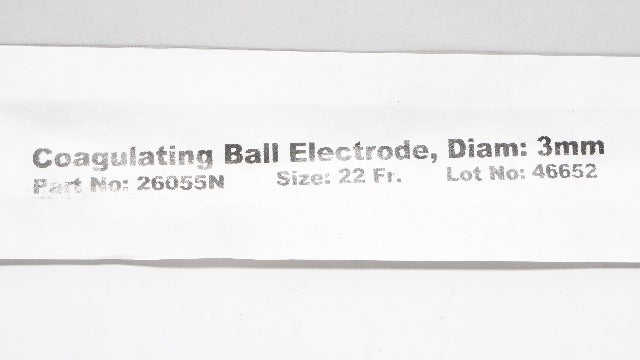 Coagulating Ball Electrode, Diam: 3mm
Part No: 26055N Size: 22 Fr. Lot No: 46652